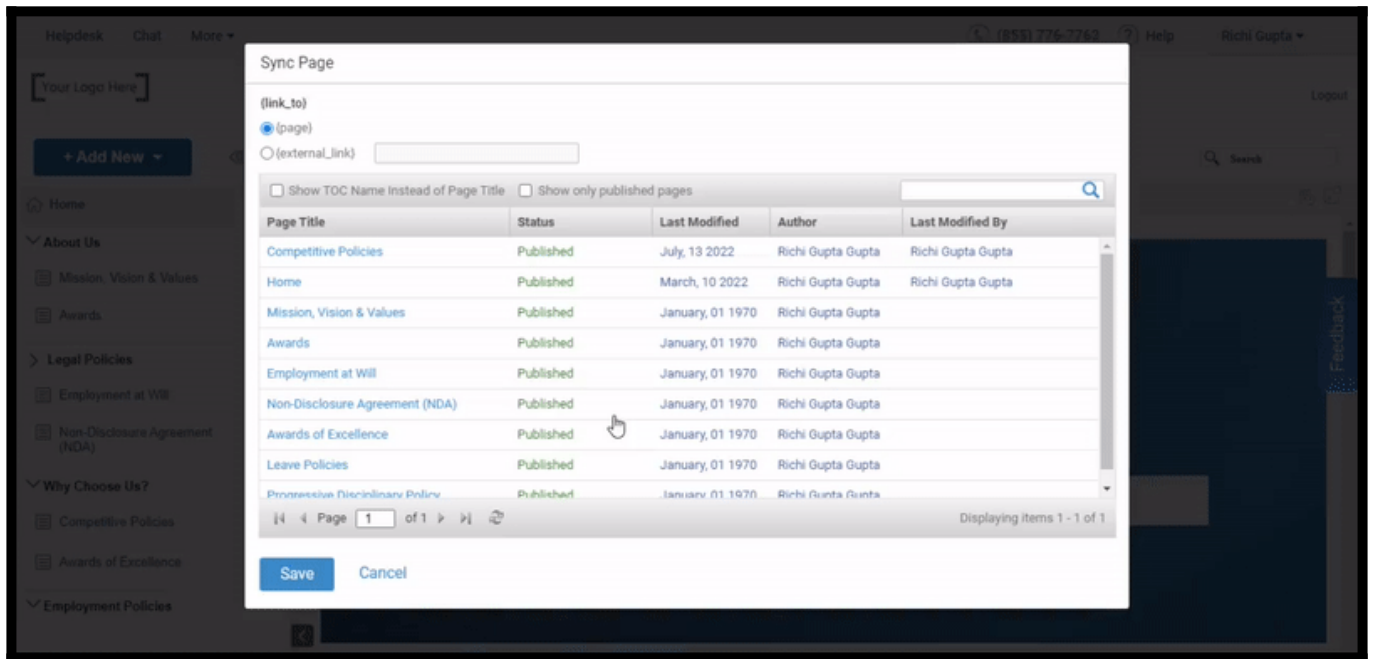 Helpdesk Chat More (855) 776-7763 ? Help Richi Gupta
Your Logo Here
Logout
+ Add New
Search
Home
About Us
Mission, Vision & Values
Awards
Legal Policies
Employment at Will
Non-Disclosure Agreement
(NDA)
Why Choose Us?
Competitive Policies
Awards of Excellence
Employment Policies
Feedback
Sync Page
(link_to)
(page)
(external_link)
Show TOC Name Instead of Page Title Show only published pages
Page Title Status Last Modified Author Last Modified By
Competitive Policies Published July, 13 2022 Richi Gupta Gupta Richi Gupta Gupta
Home Published March, 10 2022 Richi Gupta Gupta Richi Gupta Gupta
Mission, Vision & Values Published January, 01 1970 Richi Gupta Gupta
Awards Published January, 01 1970 Richi Gupta Gupta
Employment at Will Published January, 01 1970 Richi Gupta Gupta
Non-Disclosure Agreement (NDA) Published January, 01 1970 Richi Gupta Gupta
Awards of Excellence Published January, 01 1970 Richi Gupta Gupta
Leave Policies Published January, 01 1970 Richi Gupta Gupta
Progressive Disciplinary Policy Published January, 01 1970 Richi Gupta Gupta
Page 1 of 1 Displaying items 1 - 1 of 1
Save Cancel